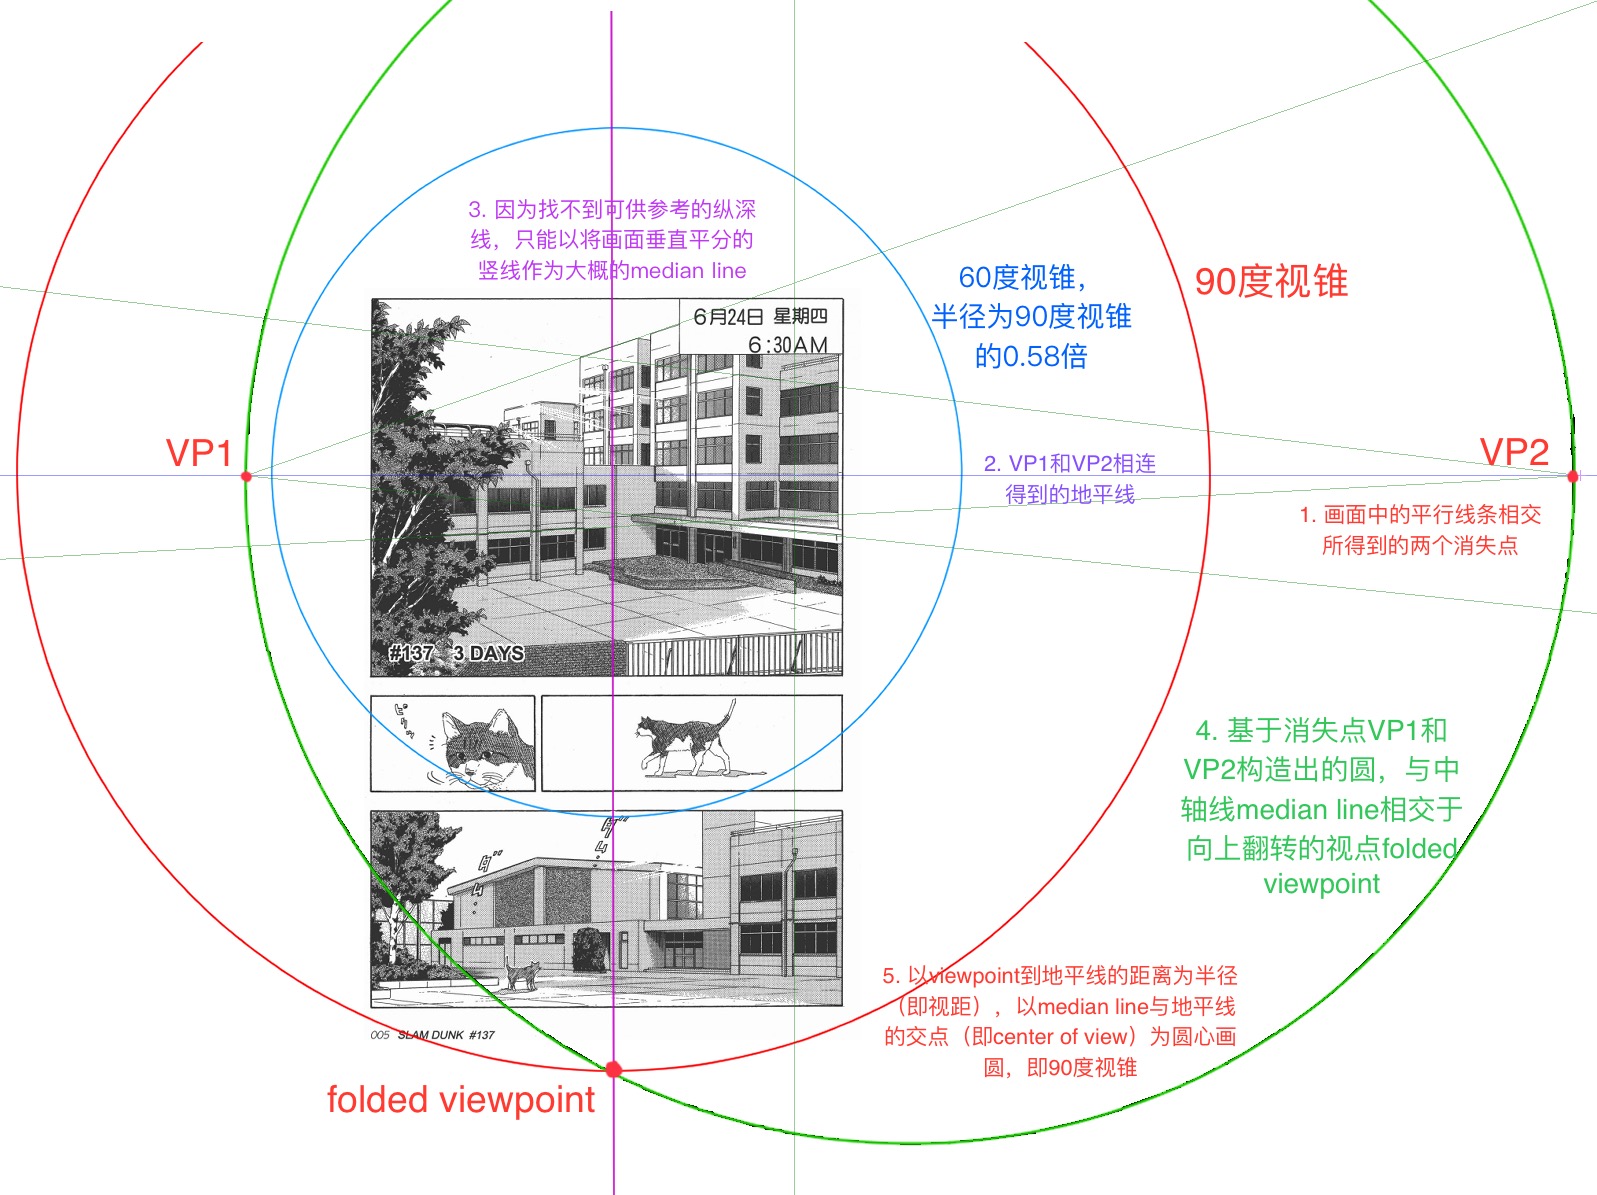 3. 因为找不到可供参考的纵深
线，只能以将画面垂直平分的
竖线作为大概的median line
60度视锥，
半径为90度视锥
的0.58倍
90度视锥
6月24日 星期四
6:30AM
VP1
VP2
2. VP1和VP2相连
得到的地平线
1. 画面中的平行线条相交
所得到的两个消失点
#137 3 DAYS
4. 基于消失点VP1和
VP2构造出的圆，与中
轴线median line相交于
向上翻转的视点folded
viewpoint
5. 以viewpoint到地平线的距离为半径
（即视距），以median line与地平线
的交点（即center of view）为圆心画
圆，即90度视锥
005 SLAM DUNK #137
folded viewpoint